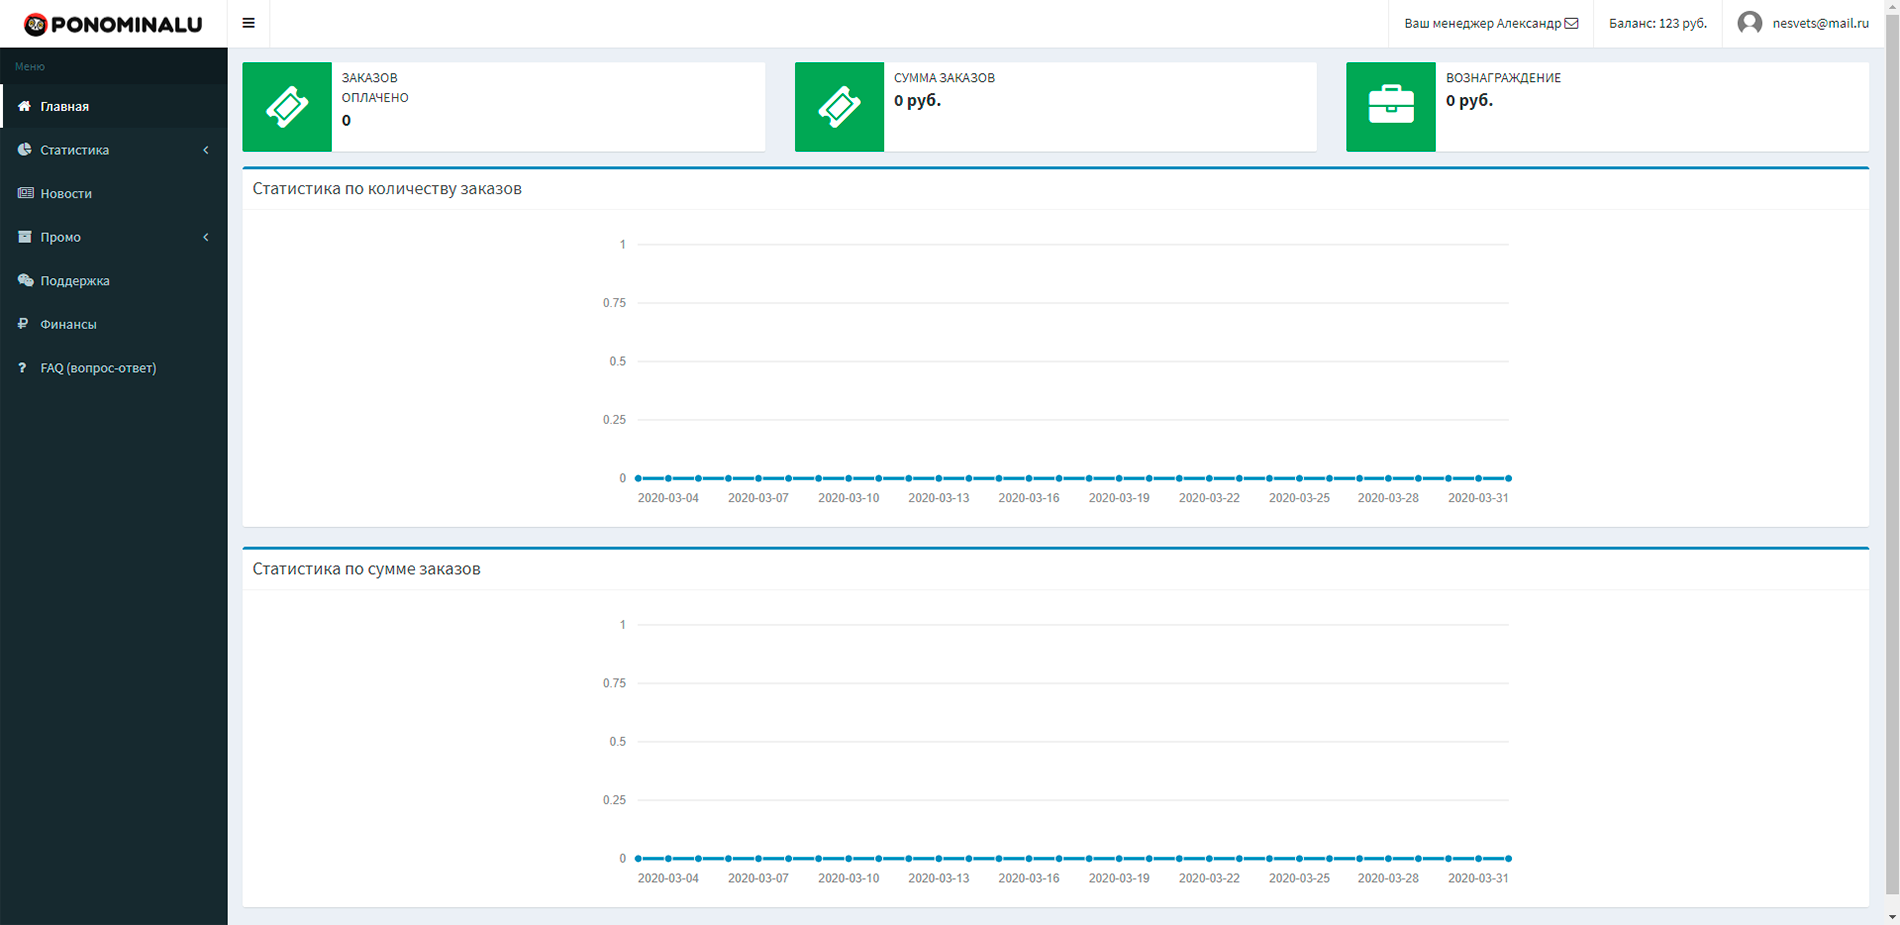 PONOMINALU
Ваш менеджер Александр
Баланс: 123 руб.
nesvets@mail.ru
Меню
Главная
Статистика
Новости
Промо
Поддержка
Финансы
FAQ (вопрос-ответ)
ЗАКАЗОВ
ОПЛАЧЕНО
0
СУММА ЗАКАЗОВ
0 руб.
ВОЗНАГРАЖДЕНИЕ
0 руб.
Статистика по количеству заказов
1
0.75
0.5
0.25
0
2020-03-04 2020-03-07 2020-03-10 2020-03-13 2020-03-16 2020-03-19 2020-03-22 2020-03-25 2020-03-28 2020-03-31
Статистика по сумме заказов
1
0.75
0.5
0.25
0
2020-03-04 2020-03-07 2020-03-10 2020-03-13 2020-03-16 2020-03-19 2020-03-22 2020-03-25 2020-03-28 2020-03-31